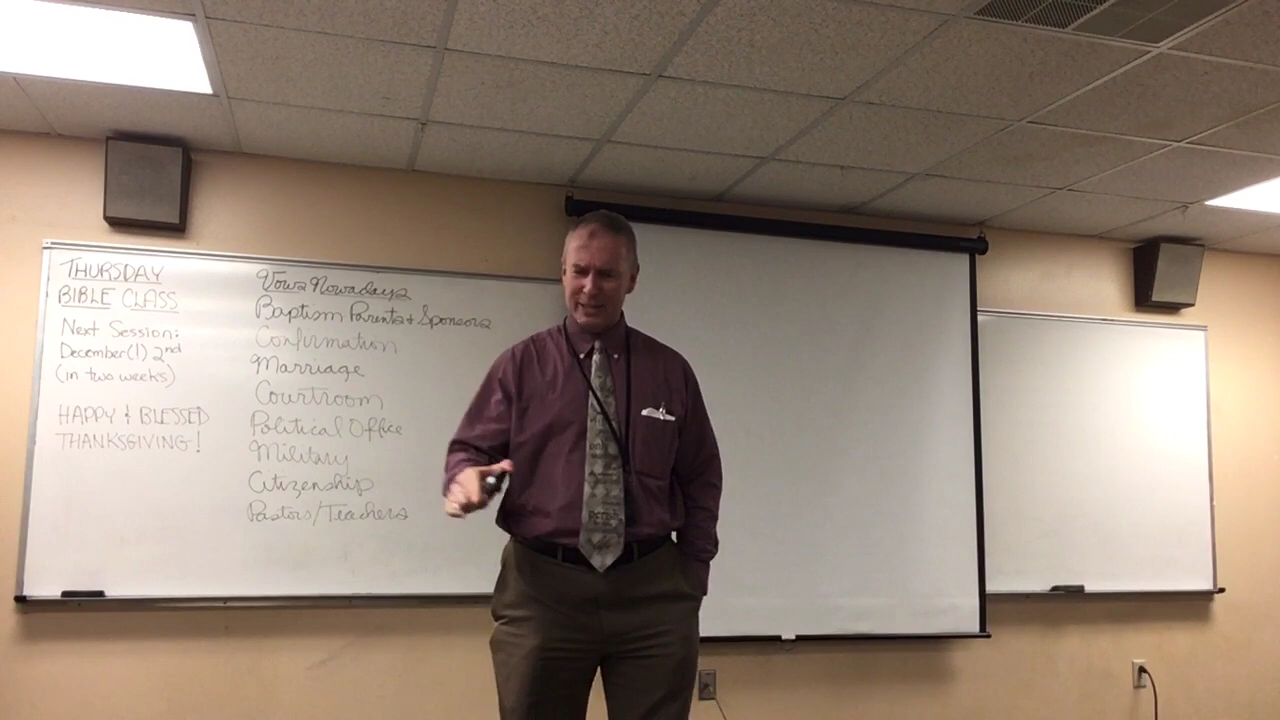 THURSDAY
BIBLE CLASS
Next Session:
December(1) 2nd
(in two weeks)
HAPPY & BLESSED
THANKSGIVING!
Vows Nowadays
Baptism Parents + Sponsors
Confirmation
Marriage
Courtroom
Political Office
Military
Citizenship
Pastors/Teachers